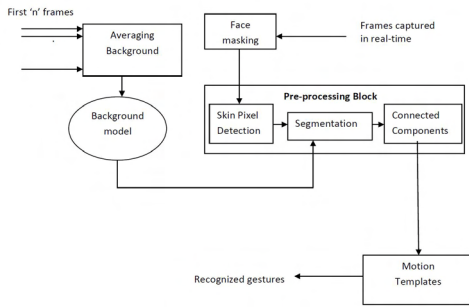 First 'n' frames
Averaging
Background
Face
masking
Frames captured
in real-time
Pre-processing Block
Background
model
Skin Pixel
Detection
Segmentation
Connected
Components
Motion
Templates
Recognized gestures